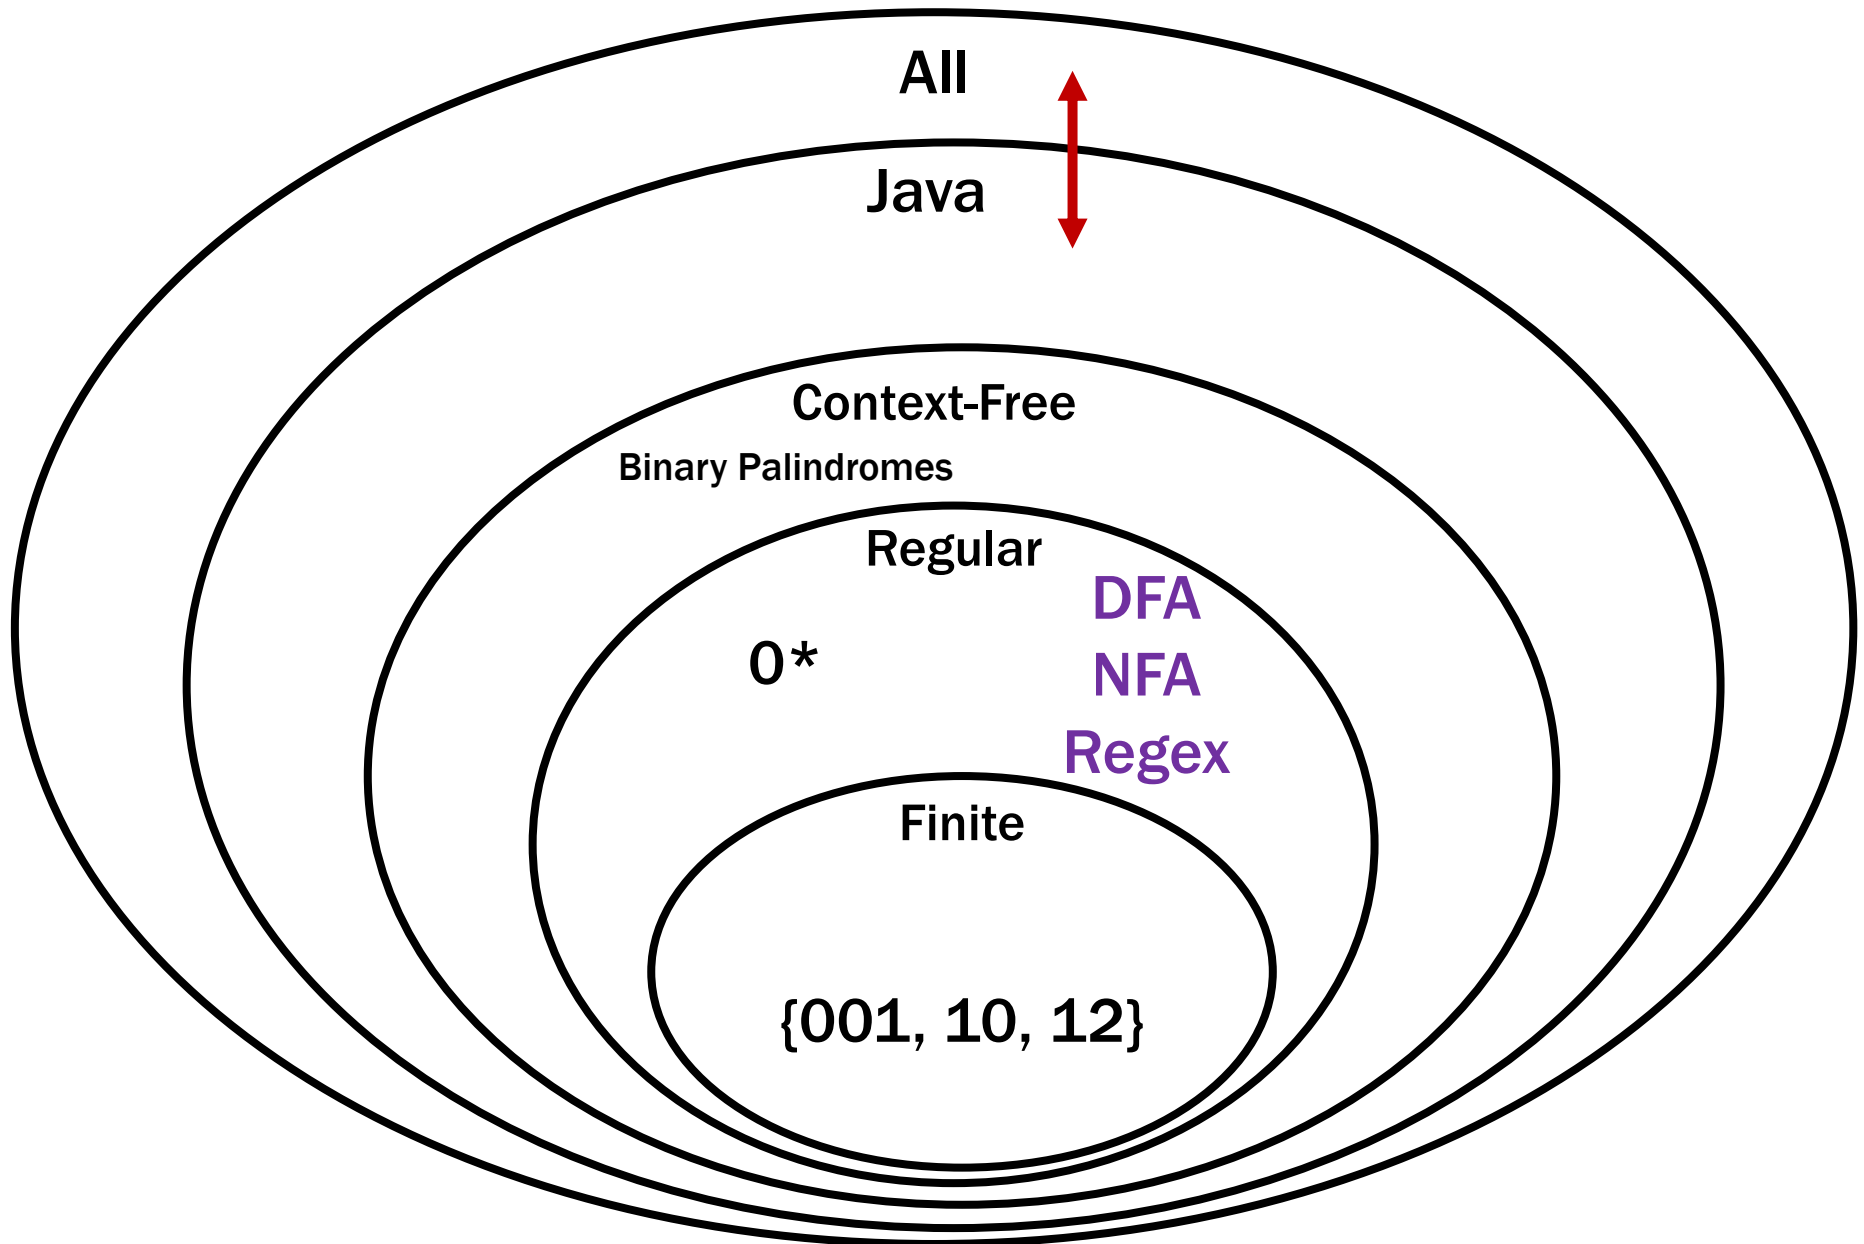 All
Java
Context-Free
Binary Palindromes
Regular
DFA
0*
NFA
Regex
Finite
{001, 10, 12}